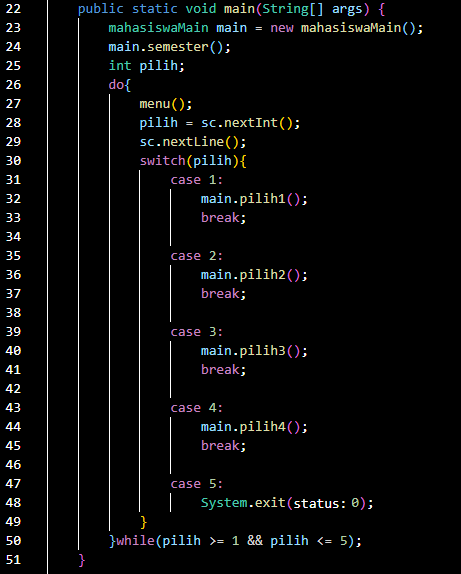 22 public static void main(String[] args) {
23 mahasiswaMain main = new mahasiswaMain();
24 main.semester();
25 int pilih;
26 do{
27 menu();
28 pilih = sc.nextInt();
29 sc.nextLine();
30 switch(pilih){
31 case 1:
32 main.pilih1();
33 break;
34
35 case 2:
36 main.pilih2();
37 break;
38
39 case 3:
40 main.pilih3();
41 break;
42
43 case 4:
44 main.pilih4();
45 break;
46
47 case 5:
48 System.exit(status: 0);
49 }
50 }while(pilih >= 1 && pilih <= 5);
51 }